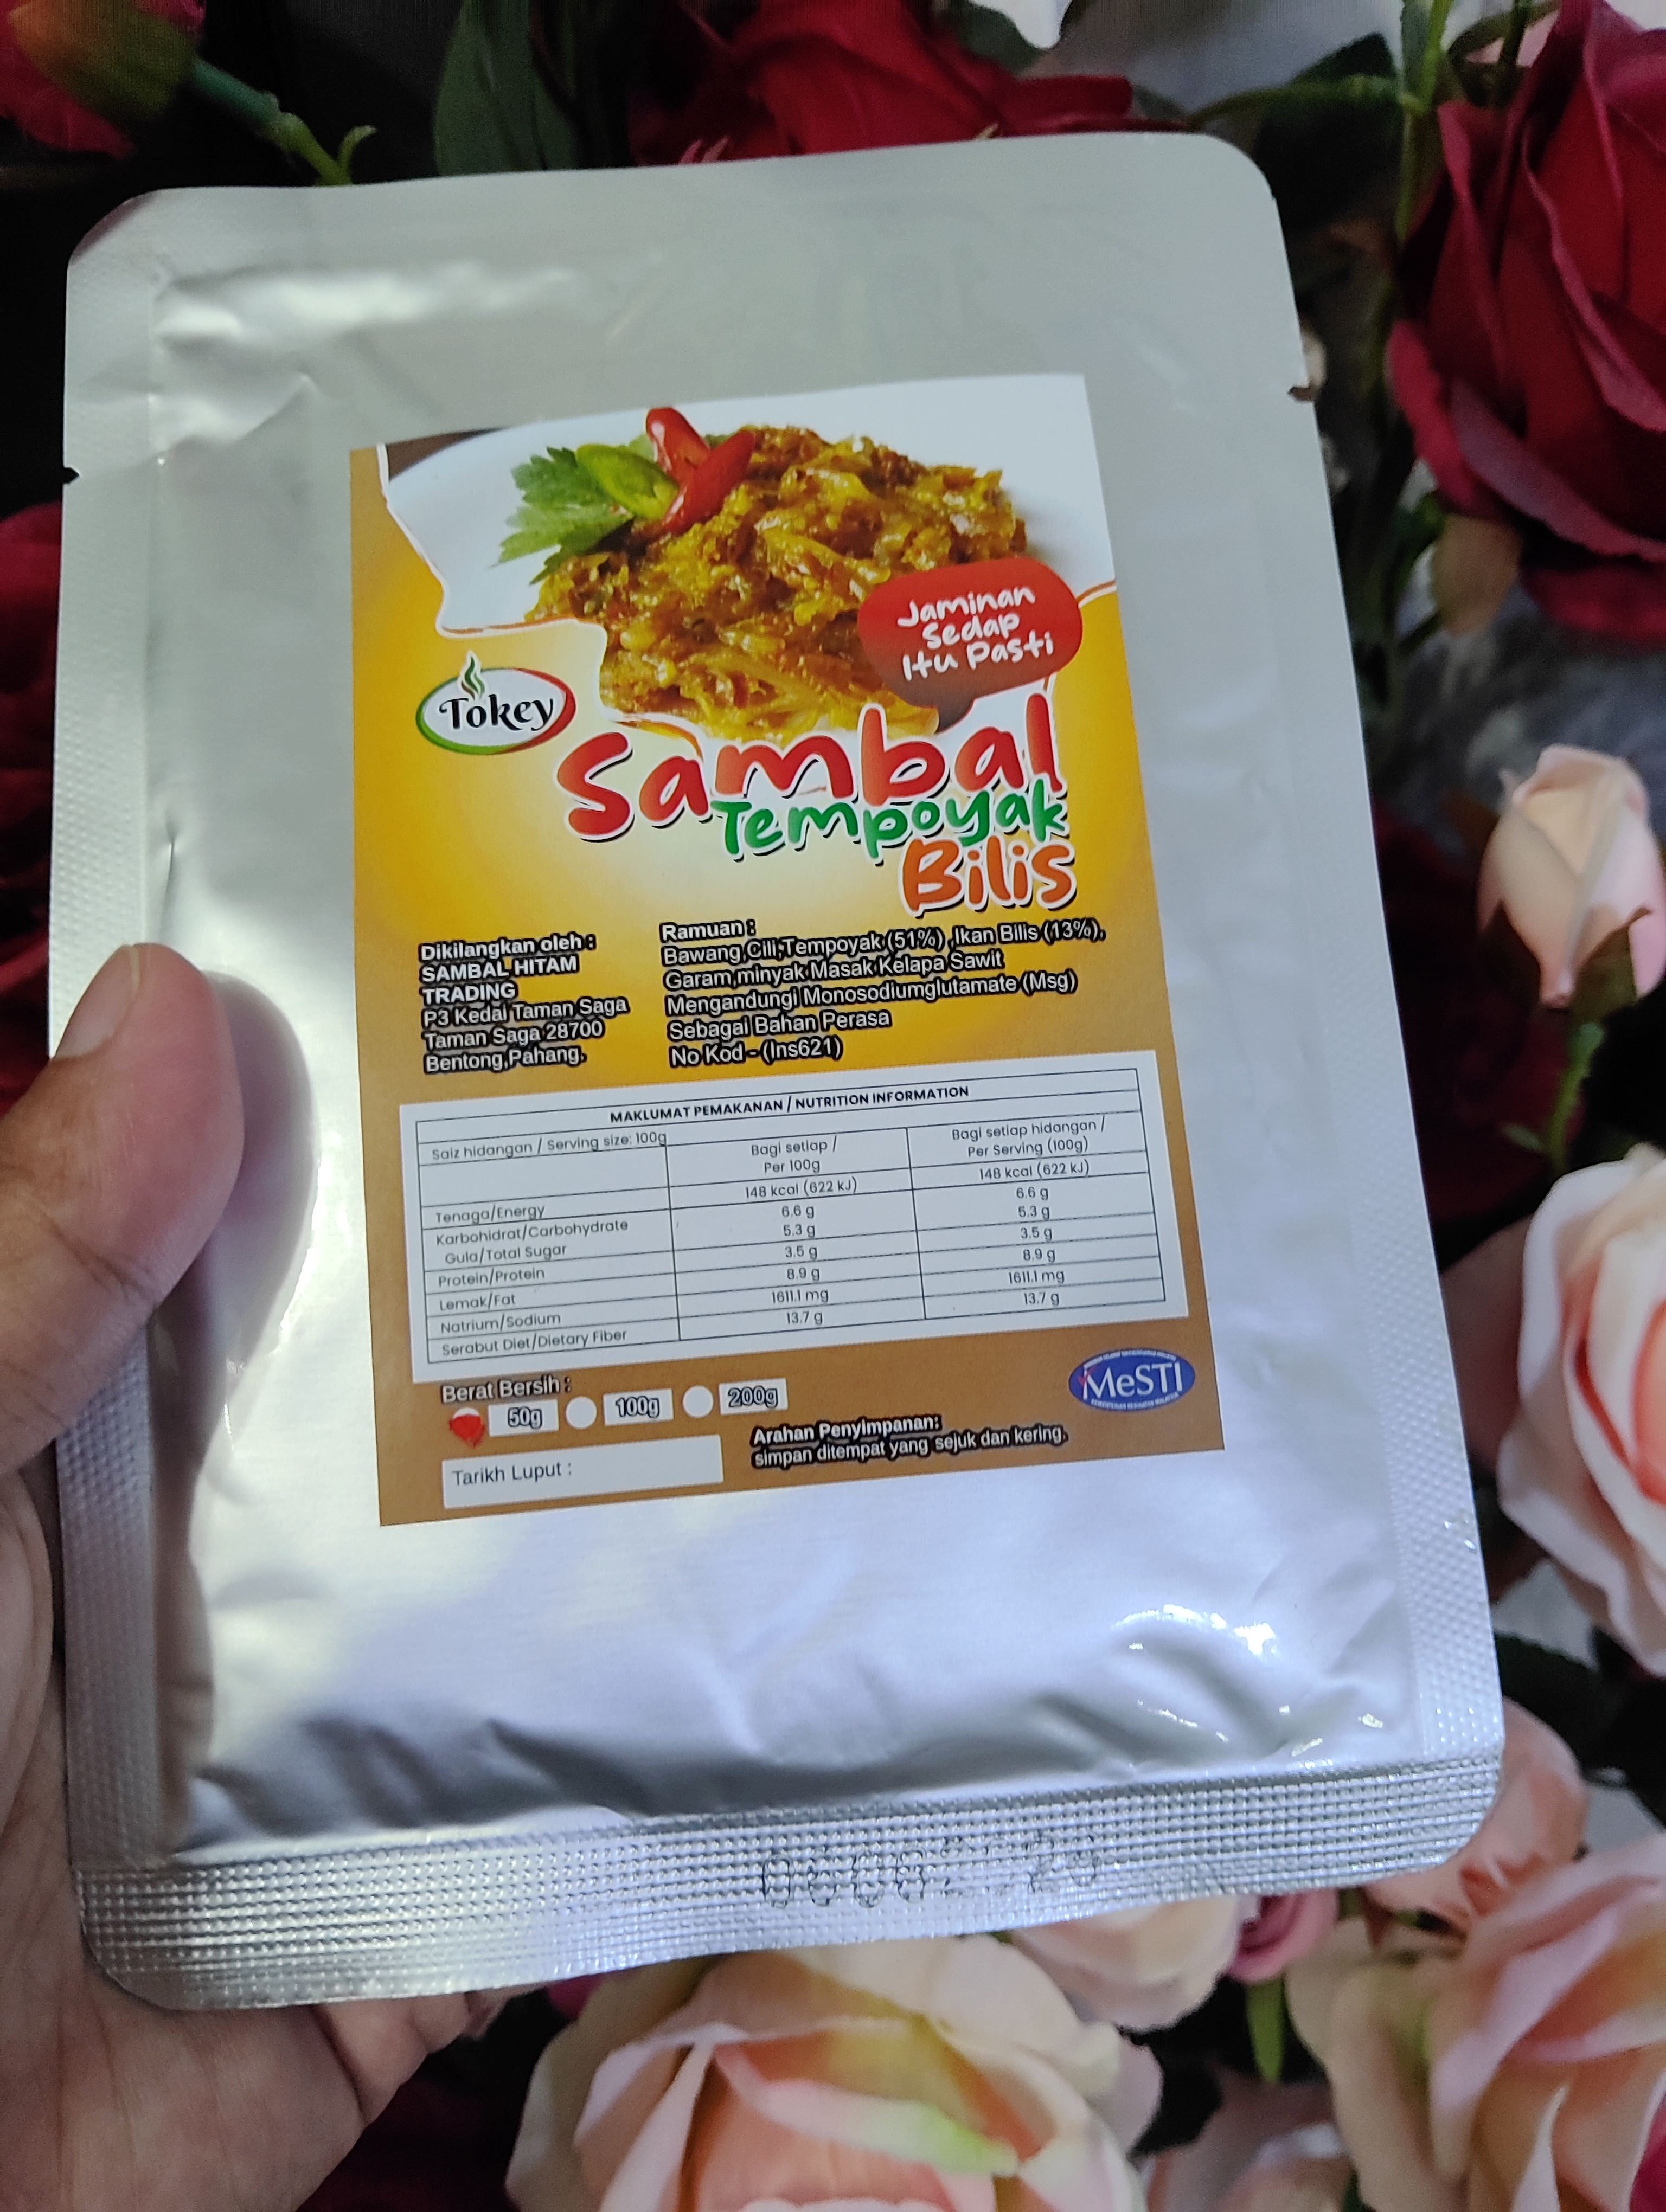 Jaminan
Sedap
Itu Pasti
Tokey
Sambal
Tempoyak
Bilis
Dikilangkan oleh :
SAMBAL HITAM
TRADING
P3 Kedai Taman Saga
Taman Saga 28700
Bentong,Pahang.
Ramuan :
Bawang,Cili,Tempoyak (51%) ,Ikan Bilis (13%),
Garam,minyak Masak Kelapa Sawit
Mengandungi Monosodiumglutamate (Msg)
Sebagai Bahan Perasa
No Kod - (Ins621)
MAKLUMAT PEMAKANAN / NUTRITION INFORMATION
Saiz hidangan / Serving size: 100g
Bagi setiap /
Per 100g
Bagi setiap hidangan /
Per Serving (100g)
Tenaga/Energy 148 kcal (622 kJ) 148 kcal (622 kJ)
Karbohidrat/Carbohydrate 6.6 g 6.6 g
Gula/Total Sugar 5.3 g 5.3 g
Protein/Protein 3.5 g 3.5 g
Lemak/Fat 8.9 g 8.9 g
Natrium/Sodium 1611.1 mg 1611.1 mg
Serabut Diet/Dietary Fiber 13.7 g 13.7 g
Berat Bersih :
50g 100g 200g
Tarikh Luput :
Arahan Penyimpanan:
simpan ditempat yang sejuk dan kering.
MeSTI